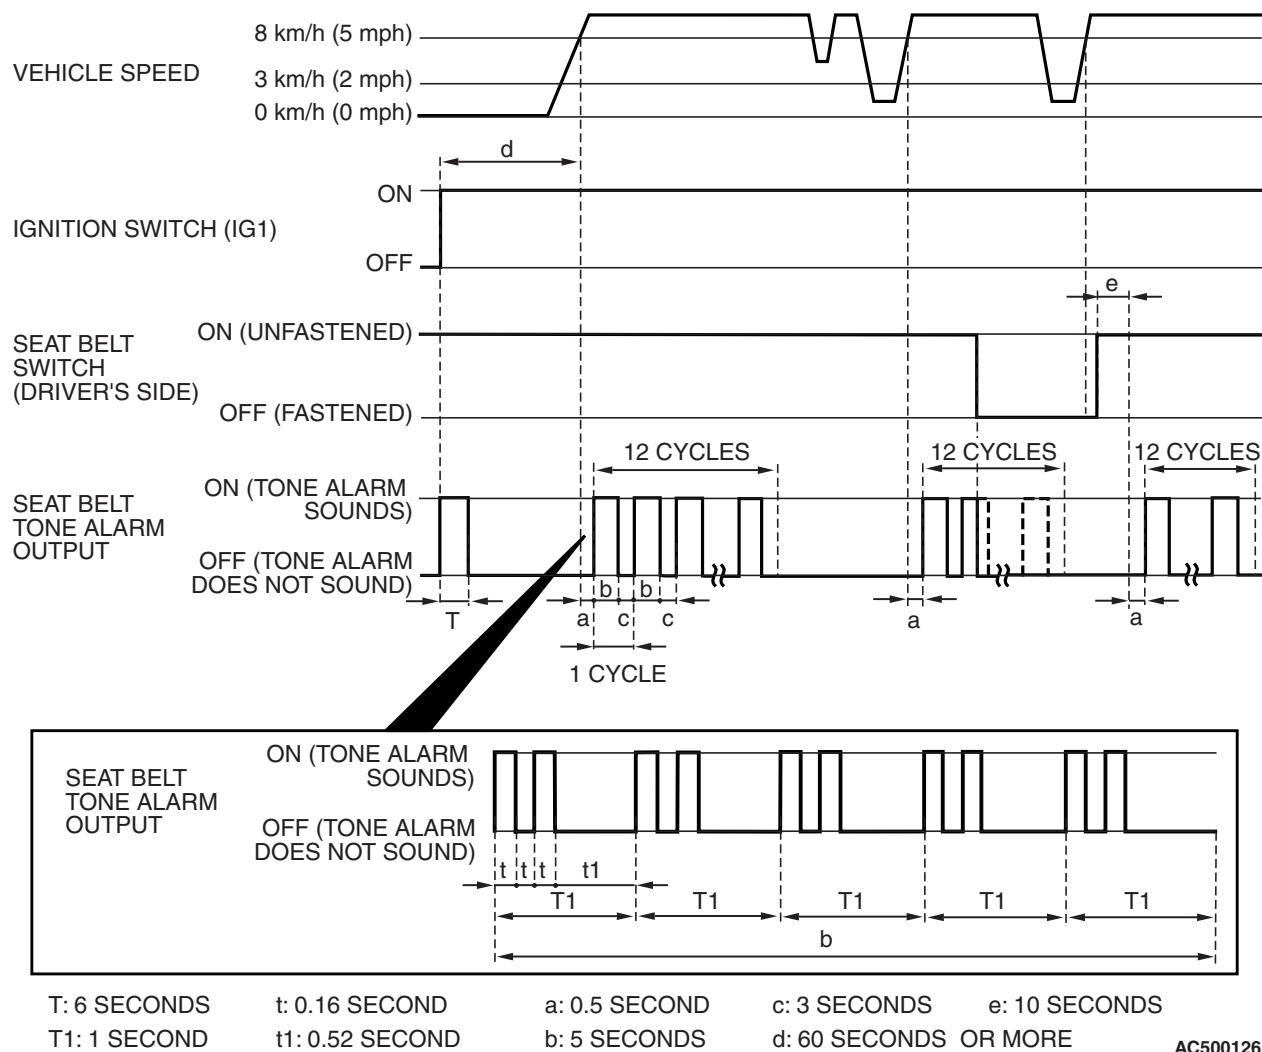 8 km/h (5 mph)
VEHICLE SPEED
3 km/h (2 mph)
0 km/h (0 mph)
d
ON
IGNITION SWITCH (IG1)
OFF
e
ON (UNFASTENED)
SEAT BELT
SWITCH
(DRIVER'S SIDE)
OFF (FASTENED)
12 CYCLES 12 CYCLES 12 CYCLES
ON (TONE ALARM
SOUNDS)
SEAT BELT
TONE ALARM
OUTPUT
OFF (TONE ALARM
DOES NOT SOUND)
b b
T a c c a a
1 CYCLE
ON (TONE ALARM
SOUNDS)
SEAT BELT
TONE ALARM
OUTPUT
OFF (TONE ALARM
DOES NOT SOUND)
t t t t1
T1 T1 T1 T1 T1
b
T: 6 SECONDS t: 0.16 SECOND a: 0.5 SECOND c: 3 SECONDS e: 10 SECONDS
T1: 1 SECOND t1: 0.52 SECOND b: 5 SECONDS d: 60 SECONDS OR MORE
AC500126